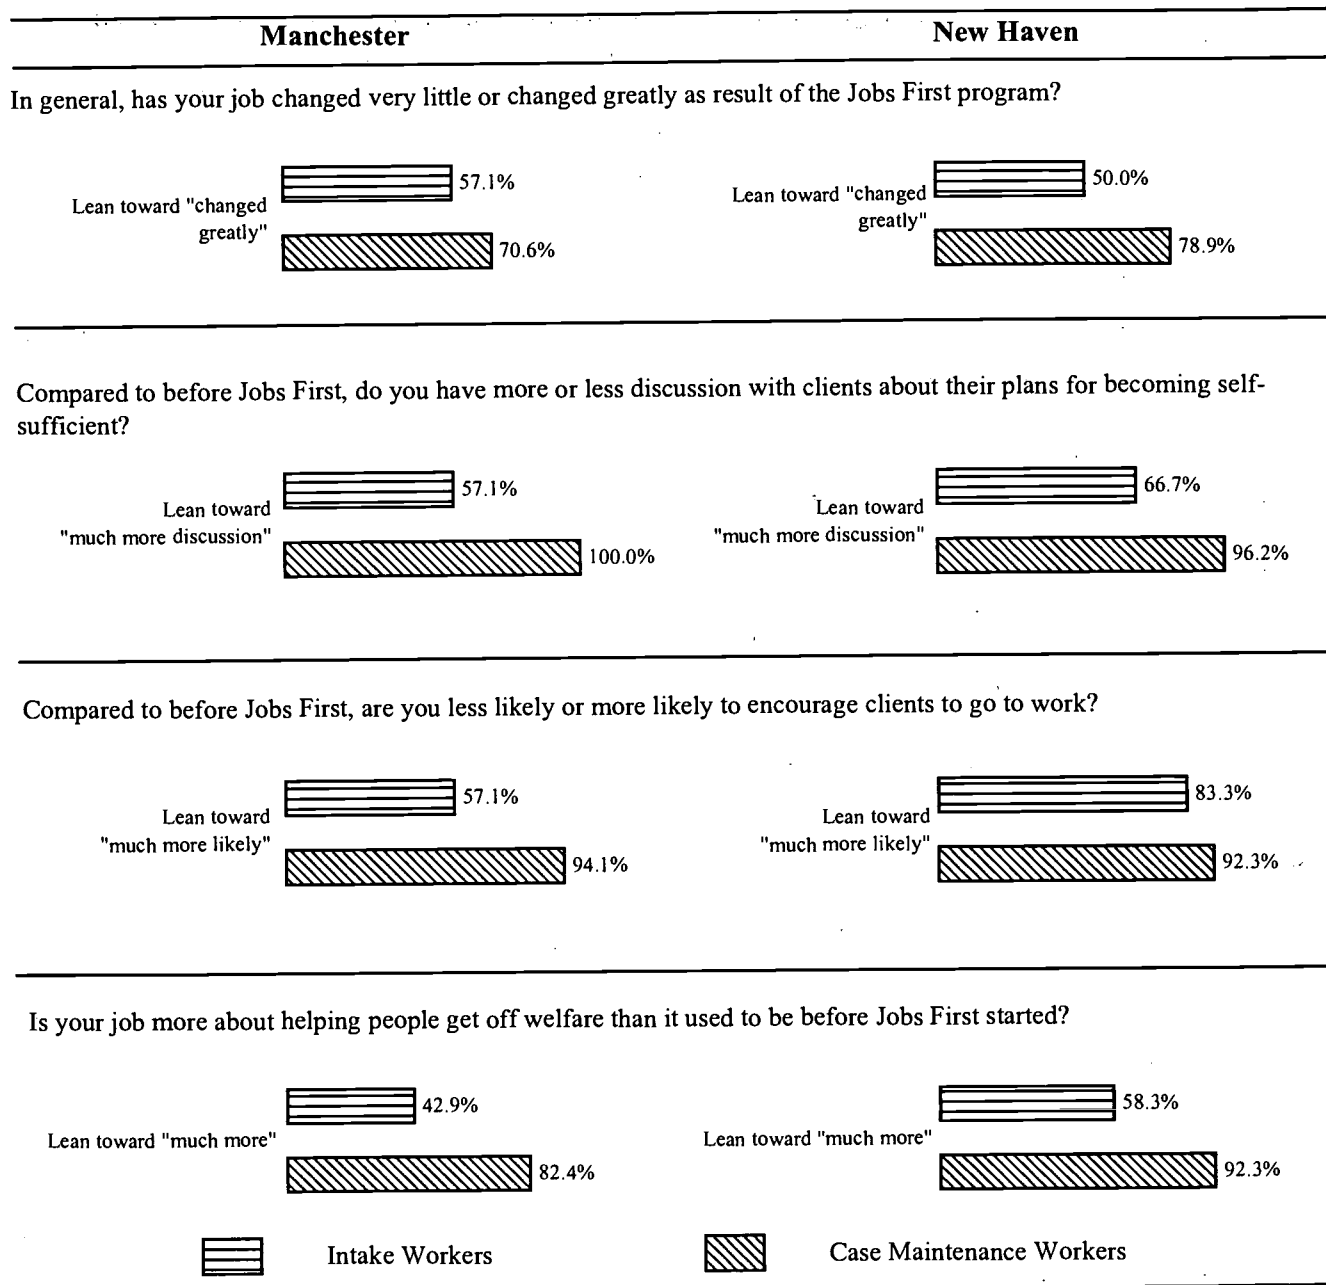 Manchester New Haven
In general, has your job changed very little or changed greatly as result of the Jobs First program?
Lean toward "changed
greatly"
57.1%
70.6%
Lean toward "changed
greatly"
50.0%
78.9%
Compared to before Jobs First, do you have more or less discussion with clients about their plans for becoming self-
sufficient?
Lean toward
"much more discussion"
57.1%
100.0%
Lean toward
"much more discussion"
66.7%
96.2%
Compared to before Jobs First, are you less likely or more likely to encourage clients to go to work?
Lean toward
"much more likely"
57.1%
94.1%
Lean toward
"much more likely"
83.3%
92.3%
Is your job more about helping people get off welfare than it used to be before Jobs First started?
Lean toward "much more"
42.9%
82.4%
Lean toward "much more"
58.3%
92.3%
Intake Workers
Case Maintenance Workers